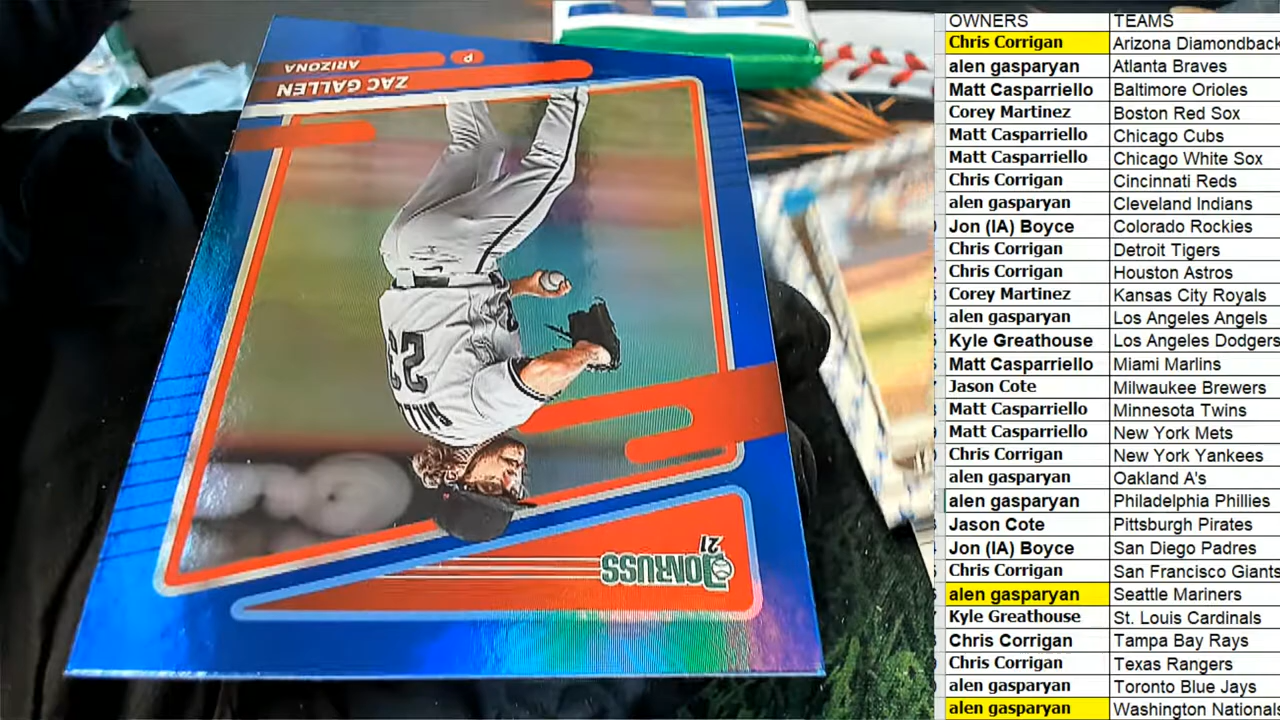 ZAC GALLEN
ARIZONA
P
23
DONRUSS
21
OWNERS TEAMS
Chris Corrigan Arizona Diamondback
alen gasparyan Atlanta Braves
Matt Casparriello Baltimore Orioles
Corey Martinez Boston Red Sox
Matt Casparriello Chicago Cubs
Matt Casparriello Chicago White Sox
Chris Corrigan Cincinnati Reds
alen gasparyan Cleveland Indians
Jon (IA) Boyce Colorado Rockies
Chris Corrigan Detroit Tigers
Chris Corrigan Houston Astros
Corey Martinez Kansas City Royals
alen gasparyan Los Angeles Angels
Kyle Greathouse Los Angeles Dodgers
Matt Casparriello Miami Marlins
Jason Cote Milwaukee Brewers
Matt Casparriello Minnesota Twins
Matt Casparriello New York Mets
Chris Corrigan New York Yankees
alen gasparyan Oakland A's
alen gasparyan Philadelphia Phillies
Jason Cote Pittsburgh Pirates
Jon (IA) Boyce San Diego Padres
Chris Corrigan San Francisco Giants
alen gasparyan Seattle Mariners
Kyle Greathouse St. Louis Cardinals
Chris Corrigan Tampa Bay Rays
Chris Corrigan Texas Rangers
alen gasparyan Toronto Blue Jays
alen gasparyan Washington Nationals